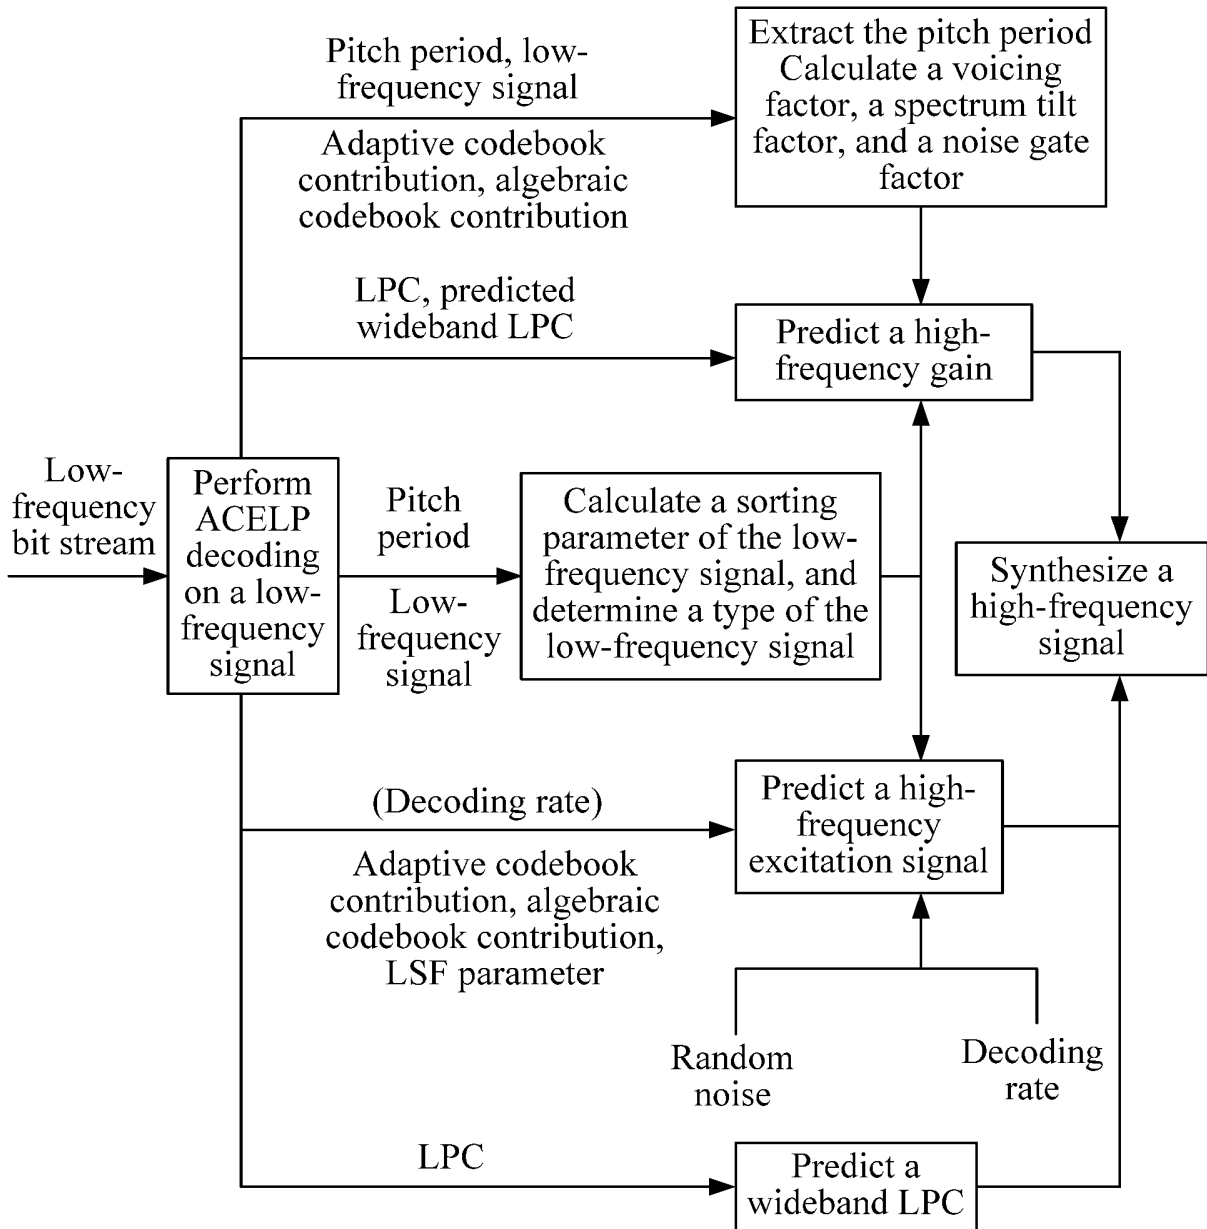 Pitch period, low-
frequency signal
Adaptive codebook
contribution, algebraic
codebook contribution
Extract the pitch period
Calculate a voicing
factor, a spectrum tilt
factor, and a noise gate
factor
LPC, predicted
wideband LPC
Predict a high-
frequency gain
Low-
frequency
bit stream
Perform
ACELP
decoding
on a low-
frequency
signal
Pitch
period
Low-
frequency
signal
Calculate a sorting
parameter of the low-
frequency signal, and
determine a type of the
low-frequency signal
Synthesize a
high-frequency
signal
(Decoding rate)
Adaptive codebook
contribution, algebraic
codebook contribution,
LSF parameter
Predict a high-
frequency
excitation signal
Random
noise
Decoding
rate
LPC
Predict a
wideband LPC